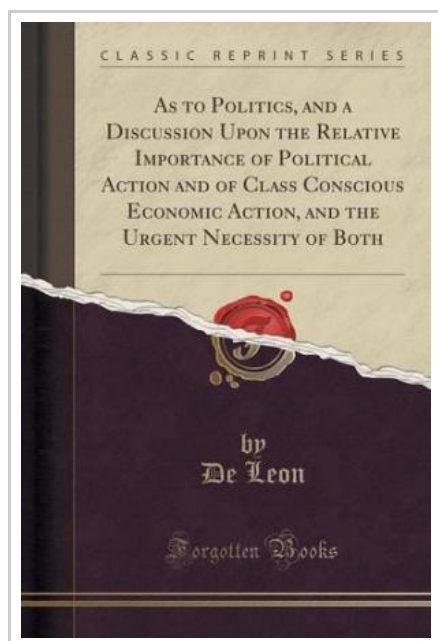 CLASSIC REPRINT SERIES
AS TO POLITICS, AND A
DISCUSSION UPON THE RELATIVE
IMPORTANCE OF POLITICAL
ACTION AND OF CLASS CONSCIOUS
ECONOMIC ACTION, AND THE
URGENT NECESSITY OF BOTH
F
by
De Leon
Forgotten Books